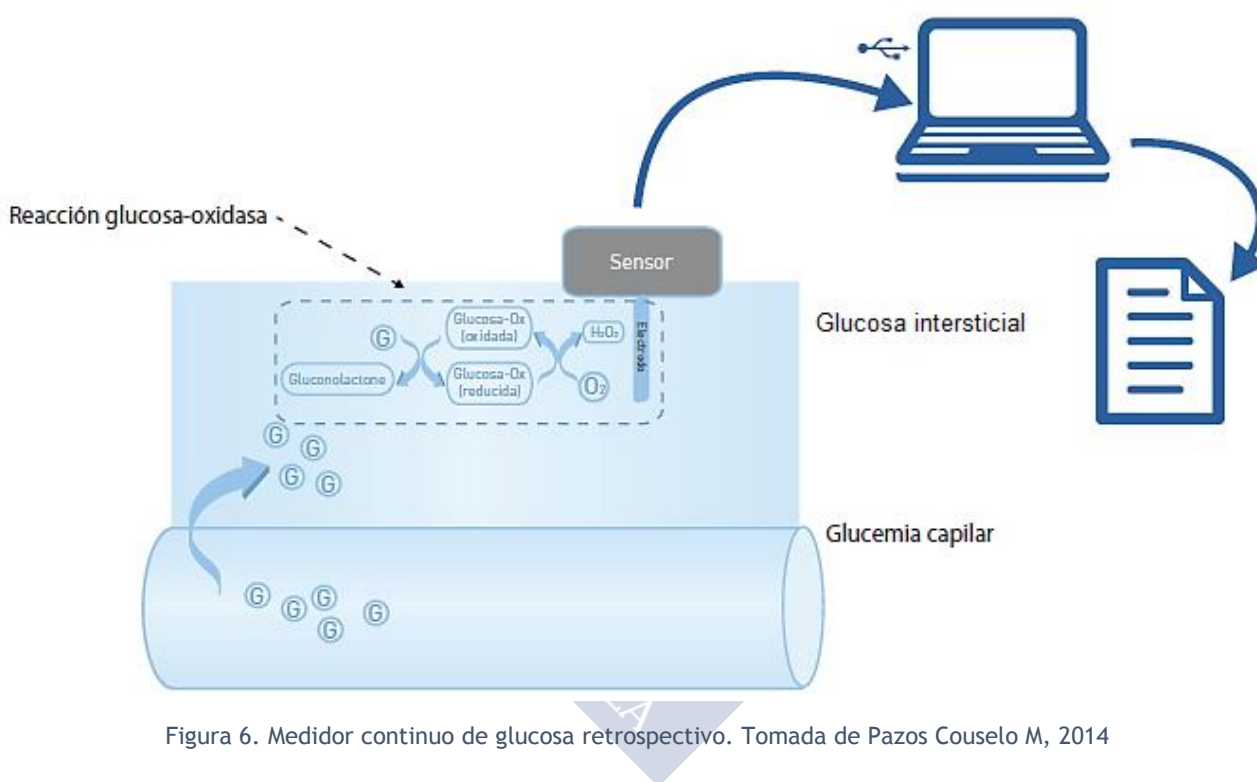 Reacción glucosa-oxidasa
Sensor
Glucosa-Ox
(oxidada)
H₂O₂
Electrodo
Glucosa intersticial
G
Gluconolactone
Glucosa-Ox
(reducida)
O₂
G
G
G
G
Glucemia capilar
G
G
G
G
G
LA
Figura 6. Medidor continuo de glucosa retrospectivo. Tomada de Pazos Couselo M, 2014